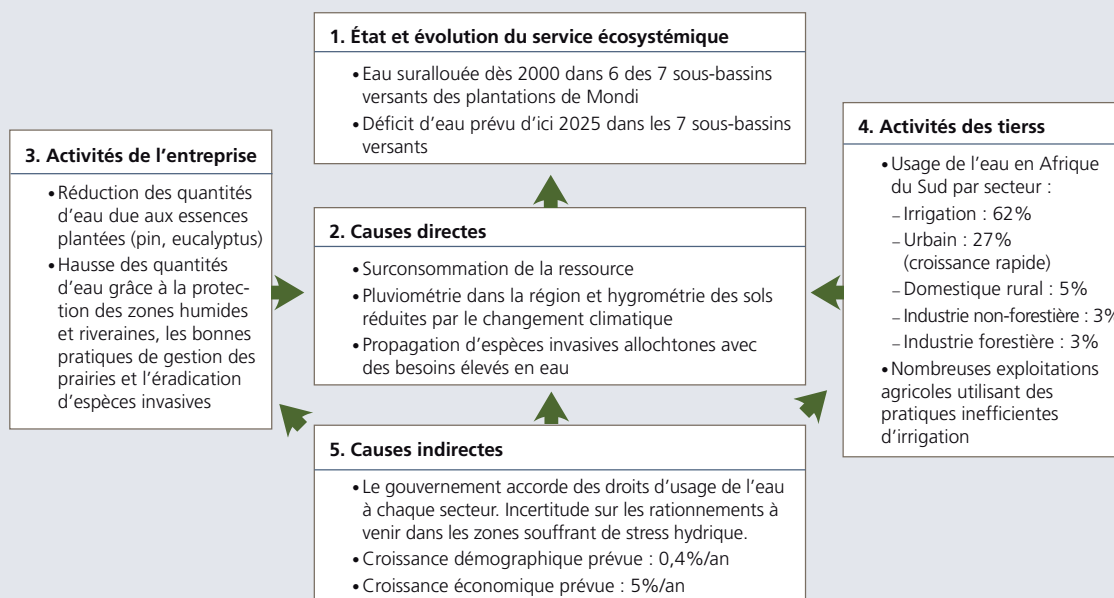 1. État et évolution du service écosystémique
• Eau surallouée dès 2000 dans 6 des 7 sous-bassins
versants des plantations de Mondi
• Déficit d'eau prévu d'ici 2025 dans les 7 sous-bassins
versants
3. Activités de l'entreprise
• Réduction des quantités
d'eau due aux essences
plantées (pin, eucalyptus)
• Hausse des quantités
d'eau grâce à la protec-
tion des zones humides
et riveraines, les bonnes
pratiques de gestion des
prairies et l'éradication
d'espèces invasives
2. Causes directes
• Surconsommation de la ressource
• Pluviométrie dans la région et hygrométrie des sols
réduites par le changement climatique
• Propagation d'espèces invasives allochtones avec
des besoins élevés en eau
4. Activités des tierss
• Usage de l'eau en Afrique
du Sud par secteur :
– Irrigation : 62%
– Urbain : 27%
(croissance rapide)
– Domestique rural : 5%
– Industrie non-forestière : 3%
– Industrie forestière : 3%
• Nombreuses exploitations
agricoles utilisant des
pratiques inefficientes
d'irrigation
5. Causes indirectes
• Le gouvernement accorde des droits d'usage de l'eau
à chaque secteur. Incertitude sur les rationnements à
venir dans les zones souffrant de stress hydrique.
• Croissance démographique prévue : 0,4%/an
• Croissance économique prévue : 5%/an